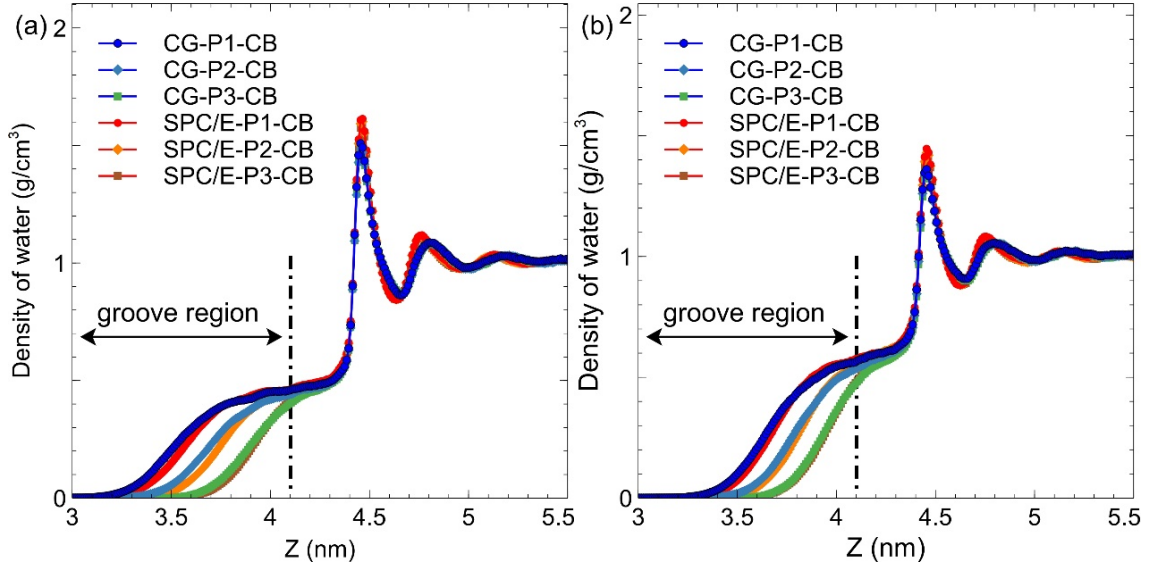 (a)
CG-P1-CB
CG-P2-CB
CG-P3-CB
SPC/E-P1-CB
SPC/E-P2-CB
SPC/E-P3-CB
groove region
Density of water (g/cm³)
2
1
0
3 3.5 4 4.5 5 5.5
Z (nm)
(b)
CG-P1-CB
CG-P2-CB
CG-P3-CB
SPC/E-P1-CB
SPC/E-P2-CB
SPC/E-P3-CB
groove region
Density of water (g/cm³)
2
1
0
3 3.5 4 4.5 5 5.5
Z (nm)